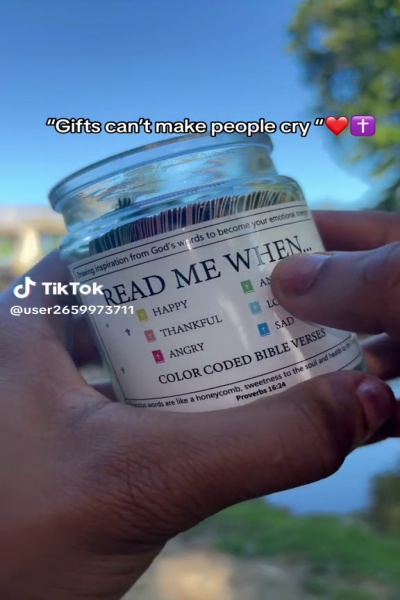 "Gifts can't make people cry "❤️✝️
Drawing inspiration from God's words to become your emotional energy
READ ME WHEN...
HAPPY
THANKFUL
ANGRY
SAD
COLOR CODED BIBLE VERSES
words are like a honeycomb, sweetness to the soul and health to the
Proverbs 16:24
TikTok
@user2659973711